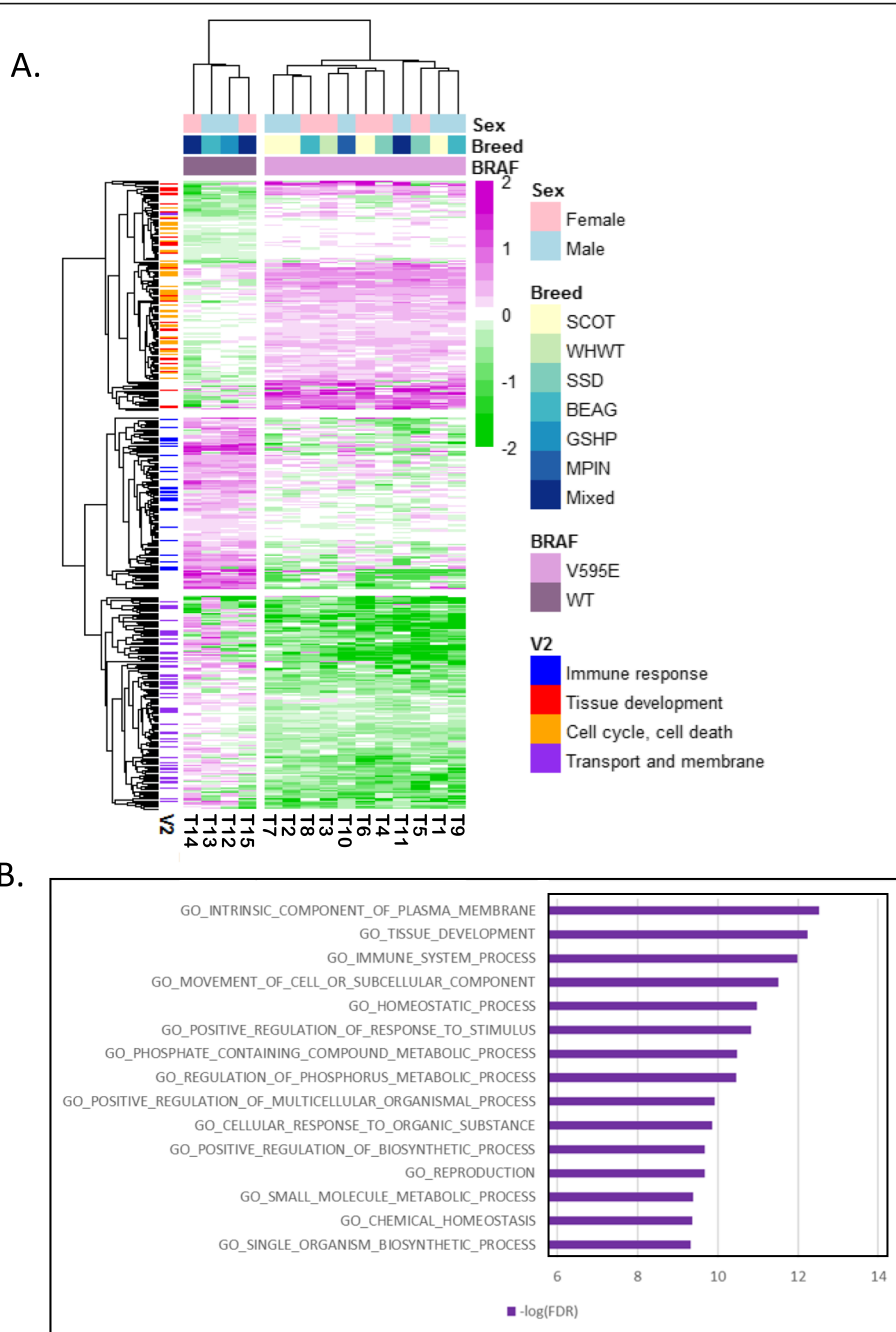 A.
Sex
Breed
BRAF
2
1
0
-1
-2
Sex
Female
Male
Breed
SCOT
WHWT
SSD
BEAG
GSHP
MPIN
Mixed
BRAF
V595E
WT
V2
Immune response
Tissue development
Cell cycle, cell death
Transport and membrane
V2
T14
T13
T12
T15
T7
T2
T8
T3
T10
T6
T4
T11
T5
T1
T9
B.
GO_INTRINSIC_COMPONENT_OF_PLASMA_MEMBRANE
GO_TISSUE_DEVELOPMENT
GO_IMMUNE_SYSTEM_PROCESS
GO_MOVEMENT_OF_CELL_OR_SUBCELLULAR_COMPONENT
GO_HOMEOSTATIC_PROCESS
GO_POSITIVE_REGULATION_OF_RESPONSE_TO_STIMULUS
GO_PHOSPHATE_CONTAINING_COMPOUND_METABOLIC_PROCESS
GO_REGULATION_OF_PHOSPHORUS_METABOLIC_PROCESS
GO_POSITIVE_REGULATION_OF_MULTICELLULAR_ORGANISMAL_PROCESS
GO_CELLULAR_RESPONSE_TO_ORGANIC_SUBSTANCE
GO_POSITIVE_REGULATION_OF_BIOSYNTHETIC_PROCESS
GO_REPRODUCTION
GO_SMALL_MOLECULE_METABOLIC_PROCESS
GO_CHEMICAL_HOMEOSTASIS
GO_SINGLE_ORGANISM_BIOSYNTHETIC_PROCESS
6 8 10 12 14
-log(FDR)